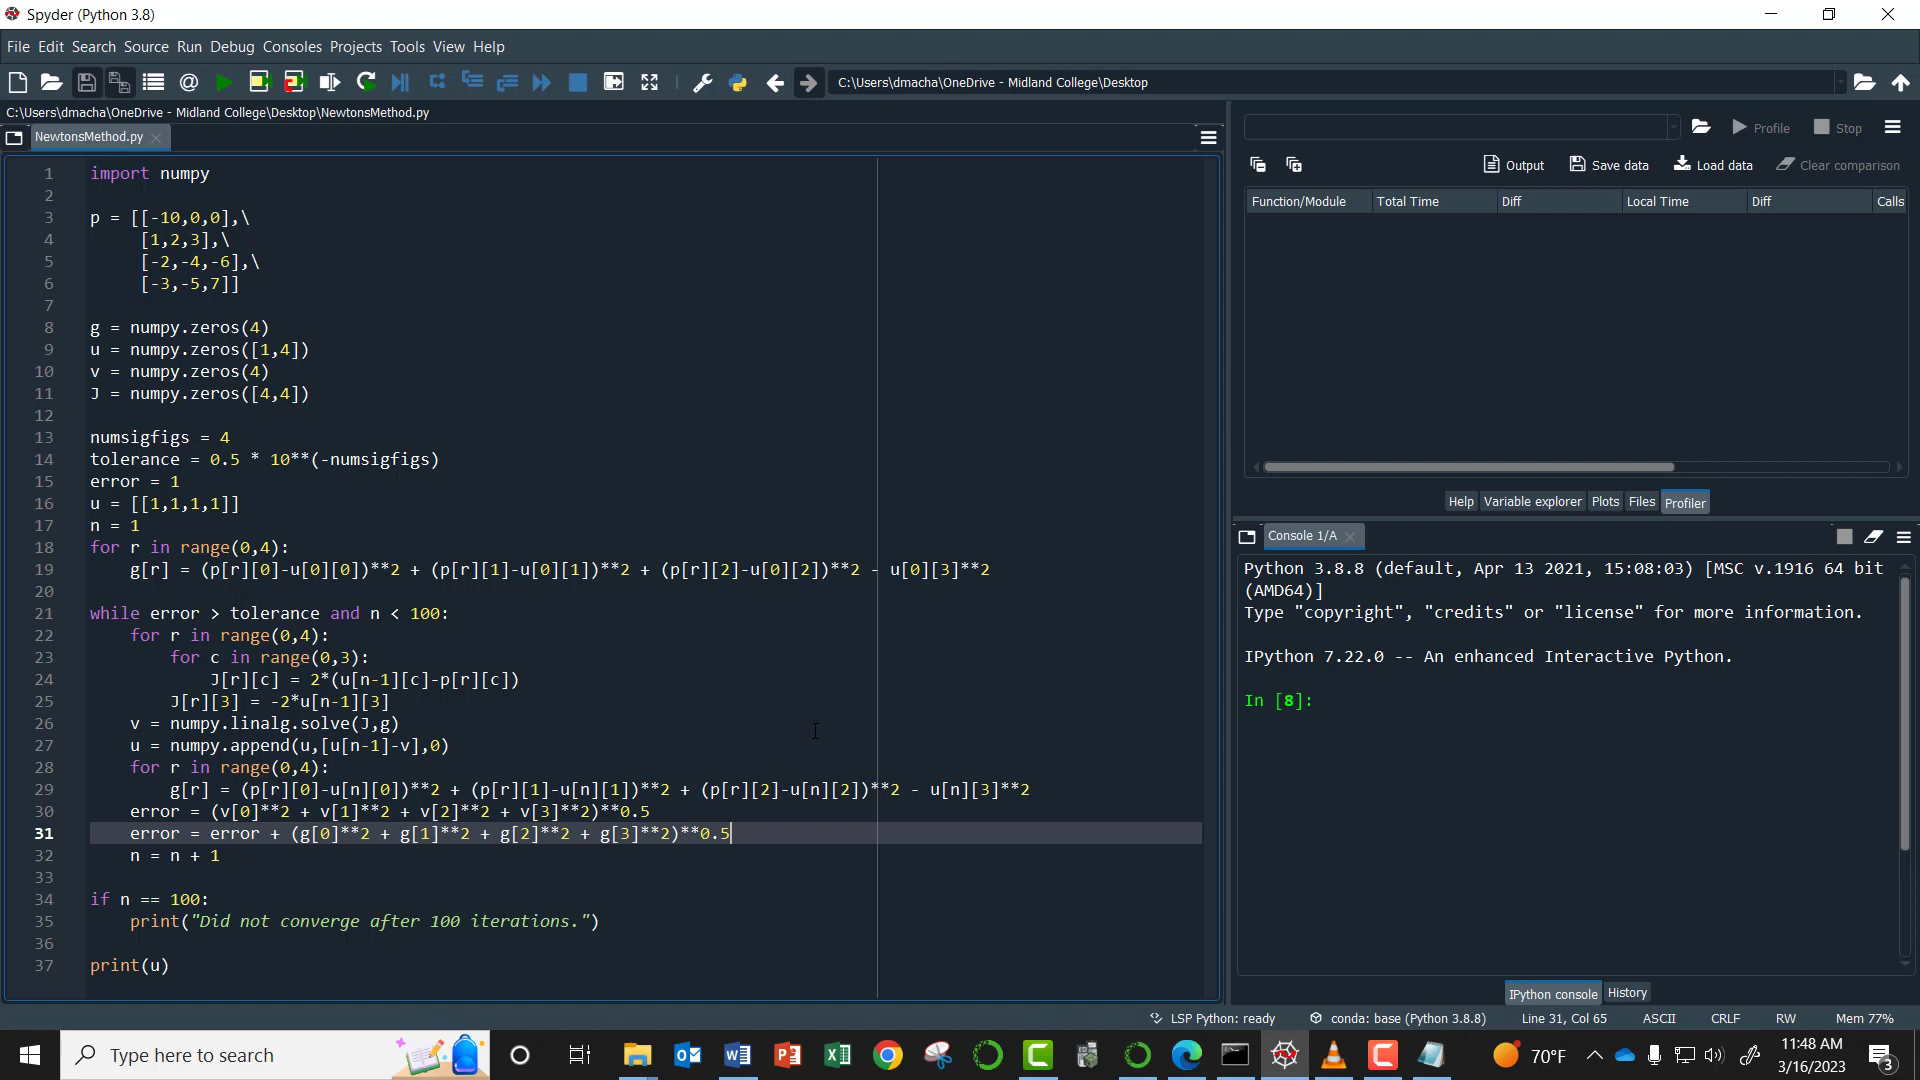 Spyder (Python 3.8)
File Edit Search Source Run Debug Consoles Projects Tools View Help
C:\Users\dmacha\OneDrive - Midland College\Desktop
C:\Users\dmacha\OneDrive - Midland College\Desktop\NewtonsMethod.py
NewtonsMethod.py
1 import numpy
2
3 p = [[-10,0,0],\
4 [1,2,3],\
5 [-2,-4,-6],\
6 [-3,-5,7]]
7
8 g = numpy.zeros(4)
9 u = numpy.zeros([1,4])
10 v = numpy.zeros(4)
11 J = numpy.zeros([4,4])
12
13 numsigfigs = 4
14 tolerance = 0.5 * 10**(-numsigfigs)
15 error = 1
16 u = [[1,1,1,1]]
17 n = 1
18 for r in range(0,4):
19 g[r] = (p[r][0]-u[0][0])**2 + (p[r][1]-u[0][1])**2 + (p[r][2]-u[0][2])**2 - u[0][3]**2
20
21 while error > tolerance and n < 100:
22 for r in range(0,4):
23 for c in range(0,3):
24 J[r][c] = 2*(u[n-1][c]-p[r][c])
25 J[r][3] = -2*u[n-1][3]
26 v = numpy.linalg.solve(J,g)
27 u = numpy.append(u,[u[n-1]-v],0)
28 for r in range(0,4):
29 g[r] = (p[r][0]-u[n][0])**2 + (p[r][1]-u[n][1])**2 + (p[r][2]-u[n][2])**2 - u[n][3]**2
30 error = (v[0]**2 + v[1]**2 + v[2]**2 + v[3]**2)**0.5
31 error = error + (g[0]**2 + g[1]**2 + g[2]**2 + g[3]**2)**0.5
32 n = n + 1
33
34 if n == 100:
35 print("Did not converge after 100 iterations.")
36
37 print(u)
Profile Stop
Output Save data Load data Clear comparison
Function/Module Total Time Diff Local Time Diff Calls
Help Variable explorer Plots Files Profiler
Console 1/A
Python 3.8.8 (default, Apr 13 2021, 15:08:03) [MSC v.1916 64 bit
(AMD64)]
Type "copyright", "credits" or "license" for more information.
IPython 7.22.0 -- An enhanced Interactive Python.
In [8]:
IPython console History
LSP Python: ready conda: base (Python 3.8.8) Line 31, Col 65 ASCII CRLF RW Mem 77%
Type here to search
70°F
11:48 AM
3/16/2023
3